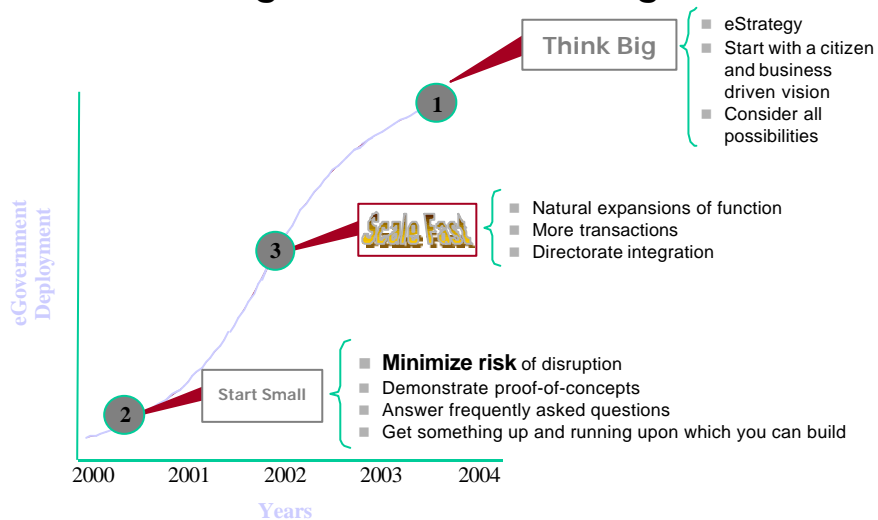 Think Big
eStrategy
Start with a citizen
and business
driven vision
Consider all
possibilities
1
eGovernment
Deployment
3
Scale Fast
Natural expansions of function
More transactions
Directorate integration
2
Start Small
Minimize risk of disruption
Demonstrate proof-of-concepts
Answer frequently asked questions
Get something up and running upon which you can build
2000 2001 2002 2003 2004
Years